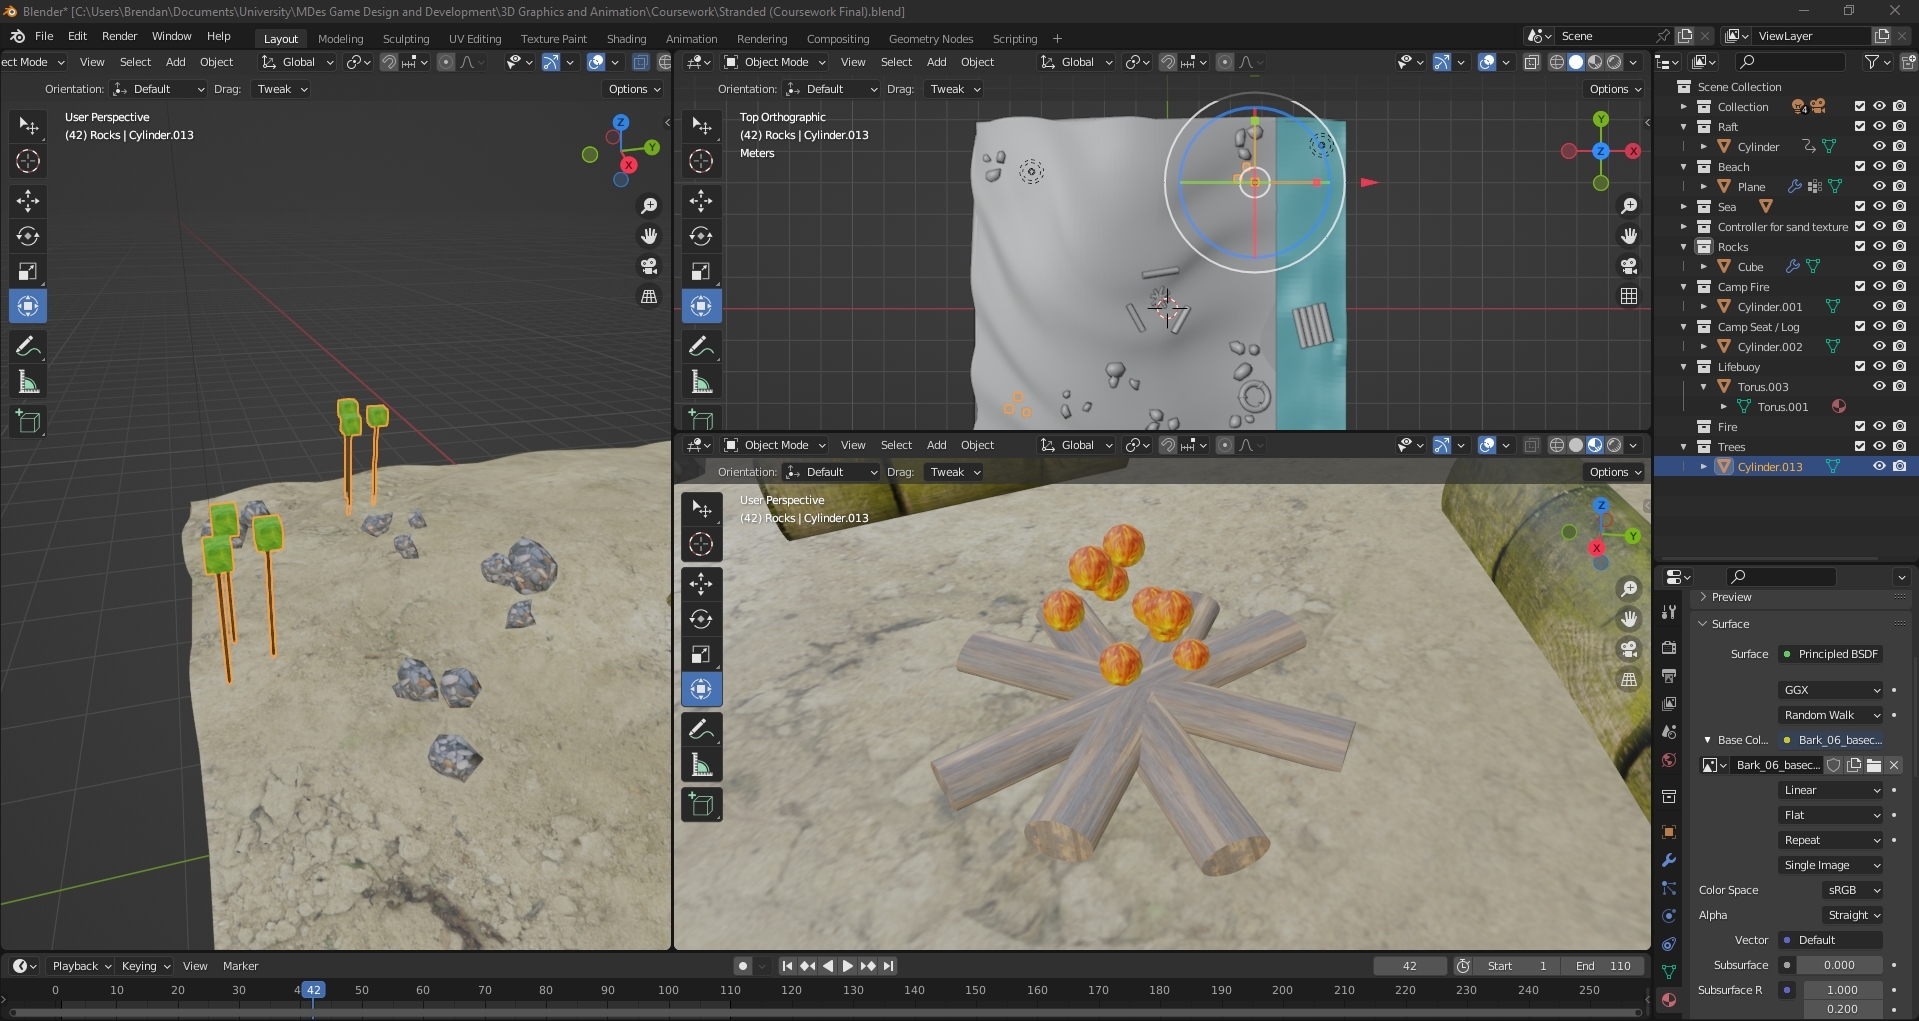 Blender* [C:\Users\Brendan\Documents\University\MDes Game Design and Development\3D Graphics and Animation\Coursework\Stranded (Coursework Final).blend]
File Edit Render Window Help Layout Modeling Sculpting UV Editing Texture Paint Shading Animation Rendering Compositing Geometry Nodes Scripting + Scene ViewLayer
ect Mode View Select Add Object Global
Orientation: Default Drag: Tweak Options
User Perspective
(42) Rocks | Cylinder.013
Z
Y
X
Object Mode View Select Add Object Global
Orientation: Default Drag: Tweak Options
Top Orthographic
(42) Rocks | Cylinder.013
Meters
Y
Z X
Object Mode View Select Add Object Global
Orientation: Default Drag: Tweak Options
User Perspective
(42) Rocks | Cylinder.013
Z
Y
X
Scene Collection
Collection 4
Raft
Cylinder
Beach
Plane
Sea
Controller for sand texture
Rocks
Cube
Camp Fire
Cylinder.001
Camp Seat / Log
Cylinder.002
Lifebuoy
Torus.003
Torus.001
Fire
Trees
Cylinder.013
Preview
Surface
Surface Principled BSDF
GGX
Random Walk
Base Col... Bark_06_basec...
Bark_06_basec...
Linear
Flat
Repeat
Single Image
Color Space sRGB
Alpha Straight
Vector Default
Subsurface 0.000
Subsurface R 1.000
0.200
Playback Keying View Marker 42 Start 1 End 110
0 10 20 30 4 42 50 60 70 80 90 100 110 120 130 140 150 160 170 180 190 200 210 220 230 240 250